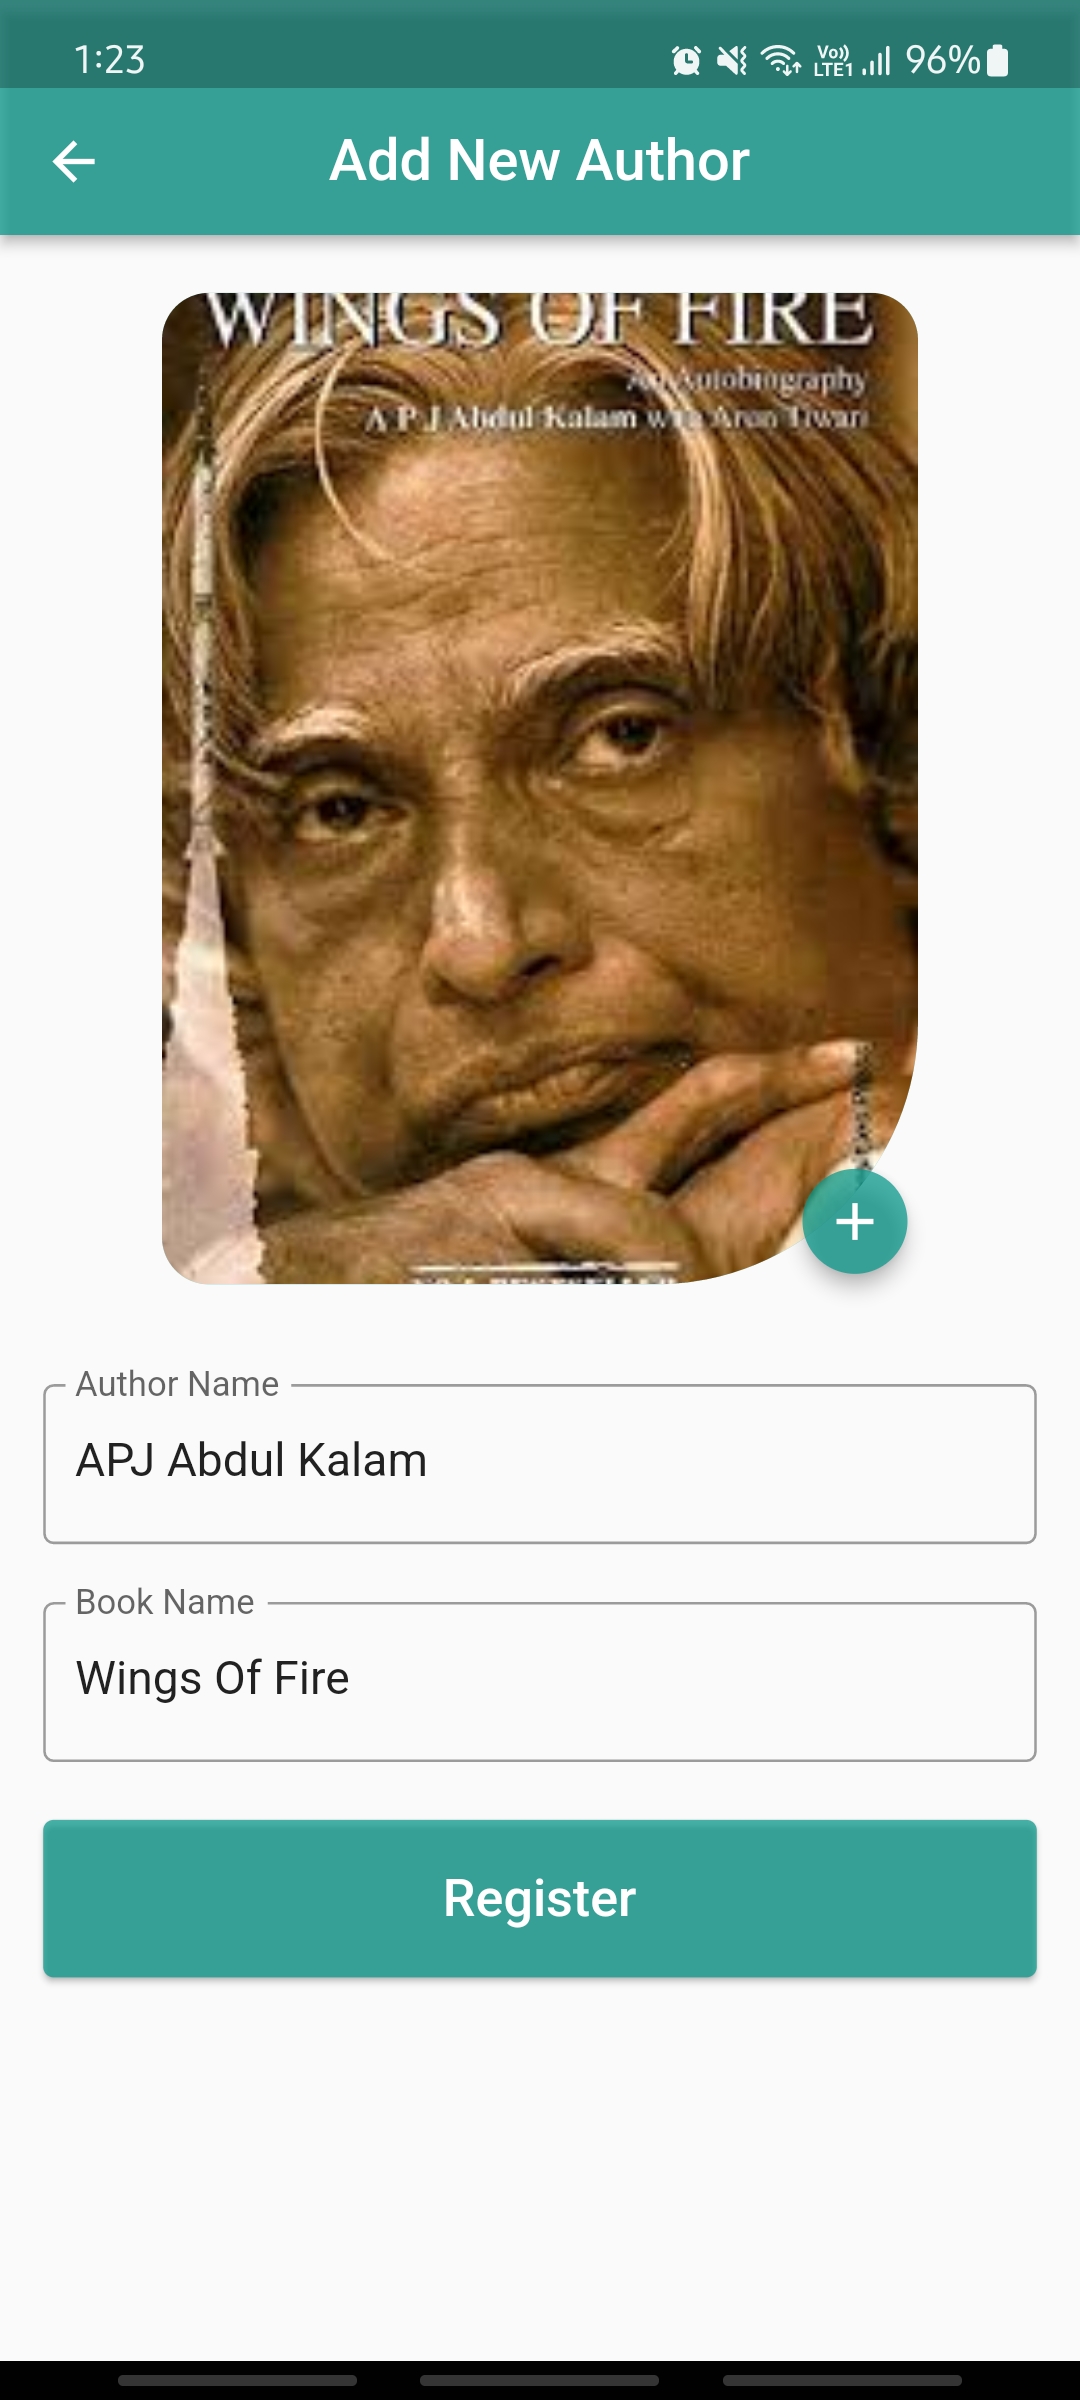 1:23
Vo))
LTE1
96%
Add New Author
WINGS OF FIRE
An Autobiography
A P J Abdul Kalam with Arun Tiwari
Author Name
APJ Abdul Kalam
Book Name
Wings Of Fire
Register